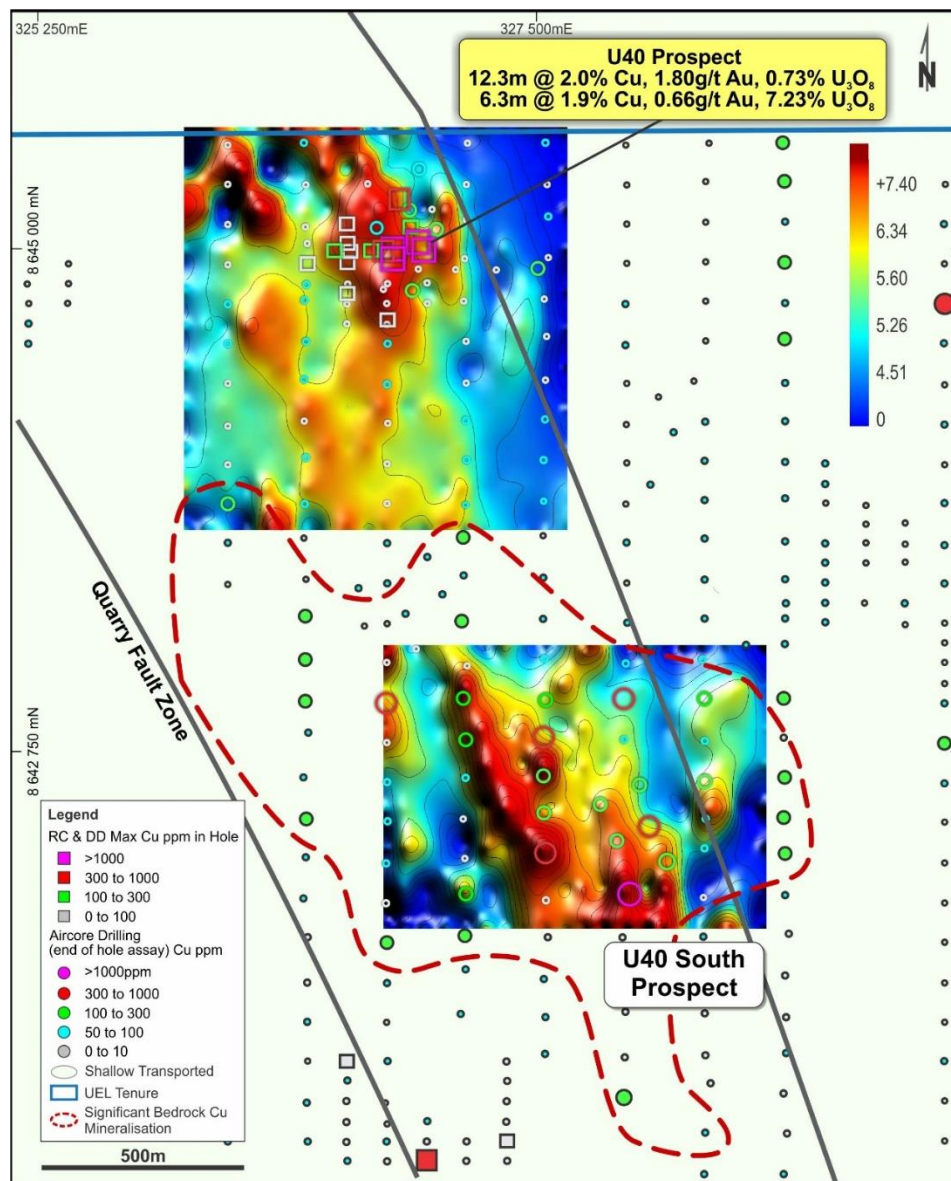 325 250mE
327 500mE
U40 Prospect
12.3m @ 2.0% Cu, 1.80g/t Au, 0.73% U₃O₈
6.3m @ 1.9% Cu, 0.66g/t Au, 7.23% U₃O₈
N
+7.40
6.60
5.26
4.51
0
8 645 000 mN
Quarry Fault Zone
8 642 750 mN
U40 South
Prospect
Legend
RC & DD Max Cu ppm in Hole
>1000
300 to 1000
100 to 300
0 to 100
Aircore Drilling
(end of hole assay) Cu ppm
>1000ppm
300 to 1000
100 to 300
50 to 100
0 to 10
Shallow Transported
UEL Tenure
Significant Bedrock Cu
Mineralisation
500m